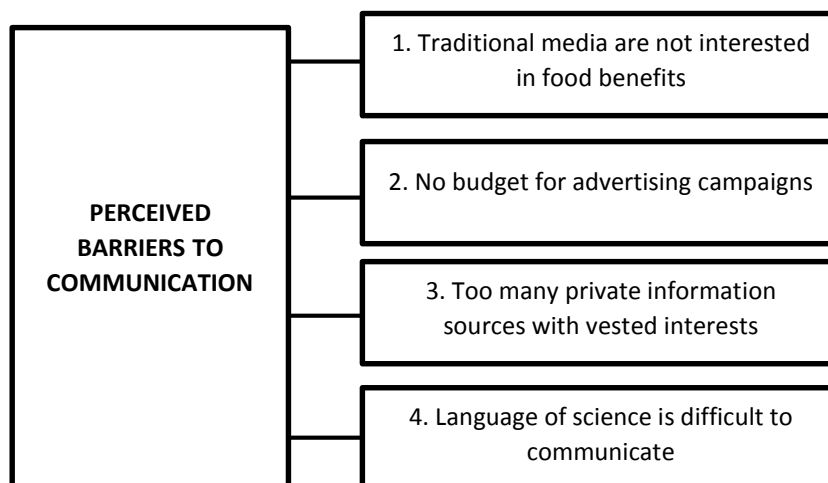 PERCEIVED
BARRIERS TO
COMMUNICATION
1. Traditional media are not interested
in food benefits
2. No budget for advertising campaigns
3. Too many private information
sources with vested interests
4. Language of science is difficult to
communicate